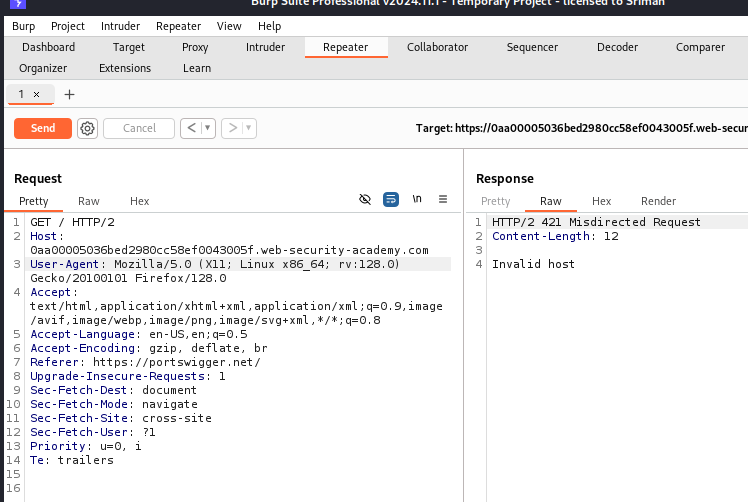 Burp Suite Professional v2024.11.1 - Temporary Project - licensed to Sriman
Burp Project Intruder Repeater View Help
Dashboard Target Proxy Intruder Repeater Collaborator Sequencer Decoder Comparer
Organizer Extensions Learn
1 × +
Send Cancel < > Target: https://0aa00005036bed2980cc58ef0043005f.web-secur
Request
Pretty Raw Hex \n
1 GET / HTTP/2
2 Host:
0aa00005036bed2980cc58ef0043005f.web-security-academy.com
3 User-Agent: Mozilla/5.0 (X11; Linux x86_64; rv:128.0)
Gecko/20100101 Firefox/128.0
4 Accept:
text/html,application/xhtml+xml,application/xml;q=0.9,image
/avif,image/webp,image/png,image/svg+xml,*/*;q=0.8
5 Accept-Language: en-US,en;q=0.5
6 Accept-Encoding: gzip, deflate, br
7 Referer: https://portswigger.net/
8 Upgrade-Insecure-Requests: 1
9 Sec-Fetch-Dest: document
10 Sec-Fetch-Mode: navigate
11 Sec-Fetch-Site: cross-site
12 Sec-Fetch-User: ?1
13 Priority: u=0, i
14 Te: trailers
15
16
Response
Pretty Raw Hex Render
1 HTTP/2 421 Misdirected Request
2 Content-Length: 12
3
4 Invalid host